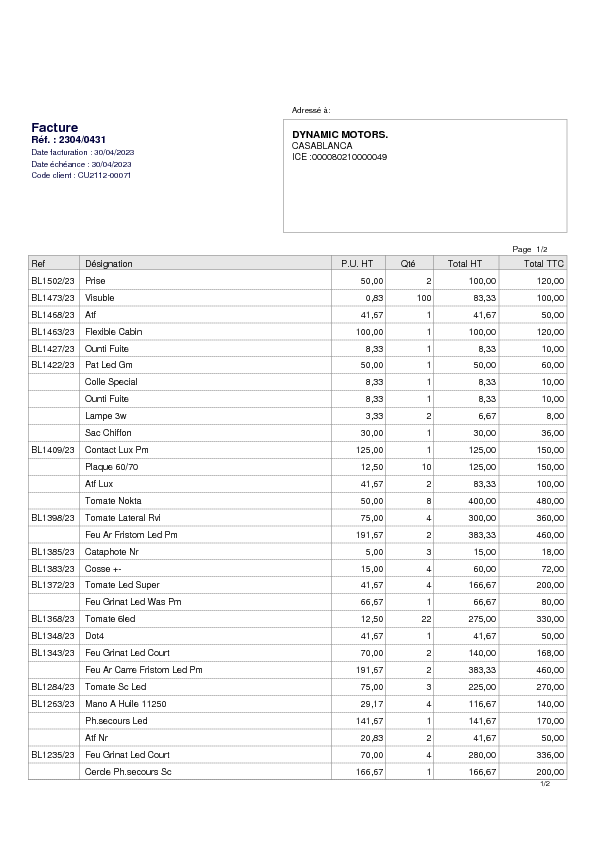 Adressé à:
Facture
Réf. : 2304/0431
Date facturation : 30/04/2023
Date échéance : 30/04/2023
Code client : CU2112-00071
DYNAMIC MOTORS.
CASABLANCA
ICE :000080210000049
Page 1/2
Ref Désignation P.U. HT Qté Total HT Total TTC
BL1502/23 Prise 50,00 2 100,00 120,00
BL1473/23 Visuble 0,83 100 83,33 100,00
BL1468/23 Atf 41,67 1 41,67 50,00
BL1463/23 Flexible Cabin 100,00 1 100,00 120,00
BL1427/23 Ounti Fuite 8,33 1 8,33 10,00
BL1422/23 Pat Led Gm 50,00 1 50,00 60,00
Colle Special 8,33 1 8,33 10,00
Ounti Fuite 8,33 1 8,33 10,00
Lampe 3w 3,33 2 6,67 8,00
Sac Chiffon 30,00 1 30,00 36,00
BL1409/23 Contact Lux Pm 125,00 1 125,00 150,00
Plaque 60/70 12,50 10 125,00 150,00
Atf Lux 41,67 2 83,33 100,00
Tomate Nokta 50,00 8 400,00 480,00
BL1398/23 Tomate Lateral Rvi 75,00 4 300,00 360,00
Feu Ar Fristom Led Pm 191,67 2 383,33 460,00
BL1385/23 Cataphote Nr 5,00 3 15,00 18,00
BL1383/23 Cosse +- 15,00 4 60,00 72,00
BL1372/23 Tomate Led Super 41,67 4 166,67 200,00
Feu Grinat Led Was Pm 66,67 1 66,67 80,00
BL1368/23 Tomate 6led 12,50 22 275,00 330,00
BL1348/23 Dot4 41,67 1 41,67 50,00
BL1343/23 Feu Grinat Led Court 70,00 2 140,00 168,00
Feu Ar Carre Fristom Led Pm 191,67 2 383,33 460,00
BL1284/23 Tomate Sc Led 75,00 3 225,00 270,00
BL1263/23 Mano A Huile 11250 29,17 4 116,67 140,00
Ph.secours Led 141,67 1 141,67 170,00
Atf Nr 20,83 2 41,67 50,00
BL1235/23 Feu Grinat Led Court 70,00 4 280,00 336,00
Cercle Ph.secours Sc 166,67 1 166,67 200,00
1/2